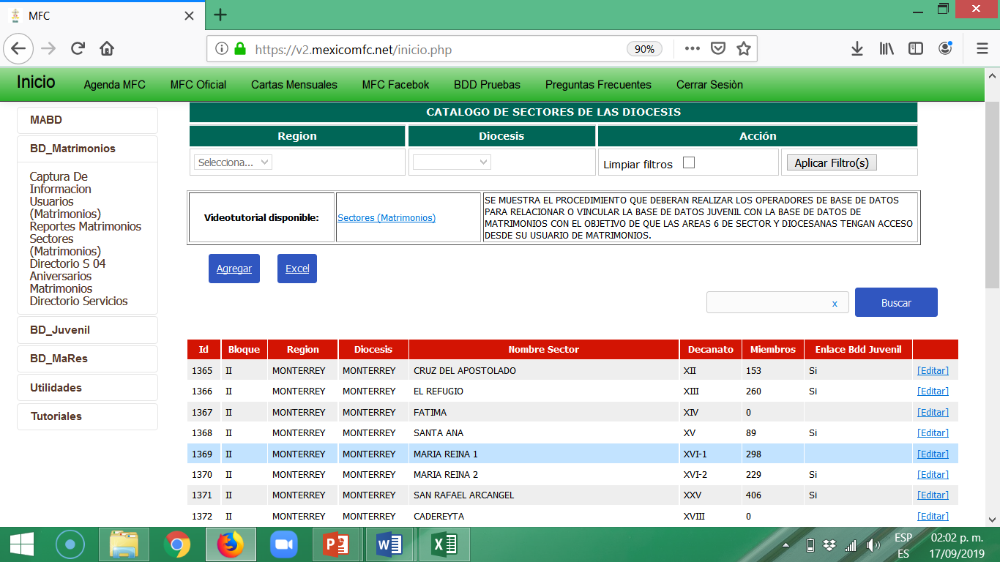 MFC
https://v2.mexicomfc.net/inicio.php
90%
Inicio
Agenda MFC
MFC Oficial
Cartas Mensuales
MFC Facebok
BDD Pruebas
Preguntas Frecuentes
Cerrar Sesiòn
MABD
BD_Matrimonios
Captura De
Informacion
Usuarios
(Matrimonios)
Reportes Matrimonios
Sectores
(Matrimonios)
Directorio S 04
Aniversarios
Matrimonios
Directorio Servicios
BD_Juvenil
BD_MaRes
Utilidades
Tutoriales
CATALOGO DE SECTORES DE LAS DIOCESIS
Region Diocesis Acción
Selecciona... Limpiar filtros Aplicar Filtro(s)
Videotutorial disponible:
Sectores (Matrimonios)
SE MUESTRA EL PROCEDIMIENTO QUE DEBERAN REALIZAR LOS OPERADORES DE BASE DE DATOS
PARA RELACIONAR O VINCULAR LA BASE DE DATOS JUVENIL CON LA BASE DE DATOS DE
MATRIMONIOS CON EL OBJETIVO DE QUE LAS AREAS 6 DE SECTOR Y DIOCESANAS TENGAN ACCESO
DESDE SU USUARIO DE MATRIMONIOS.
Agregar Excel
x Buscar
Id Bloque Region Diocesis Nombre Sector Decanato Miembros Enlace Bdd Juvenil
1365 II MONTERREY MONTERREY CRUZ DEL APOSTOLADO XII 153 Si [Editar]
1366 II MONTERREY MONTERREY EL REFUGIO XIII 260 Si [Editar]
1367 II MONTERREY MONTERREY FATIMA XIV 0 [Editar]
1368 II MONTERREY MONTERREY SANTA ANA XV 89 Si [Editar]
1369 II MONTERREY MONTERREY MARIA REINA 1 XVI-1 298 [Editar]
1370 II MONTERREY MONTERREY MARIA REINA 2 XVI-2 229 Si [Editar]
1371 II MONTERREY MONTERREY SAN RAFAEL ARCANGEL XXV 406 Si [Editar]
1372 II MONTERREY MONTERREY CADEREYTA XVIII 0 [Editar]
ESP
ES
02:02 p. m.
17/09/2019